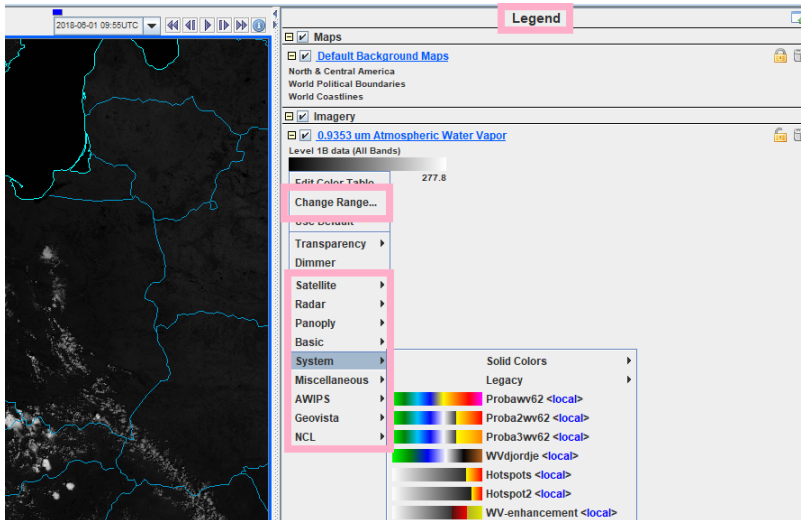 2018-06-01 09:55UTC
Legend
Maps
Default Background Maps
North & Central America
World Political Boundaries
World Coastlines
Imagery
0.9353 um Atmospheric Water Vapor
Level 1B data (All Bands)
277.8
Edit Color Table
Change Range...
Use Default
Transparency
Dimmer
Satellite
Radar
Panoply
Basic
System
Miscellaneous
AWIPS
Geovista
NCL
Solid Colors
Legacy
Probawv62 <local>
Proba2wv62 <local>
Proba3wv62 <local>
WVdjordje <local>
Hotspots <local>
Hotspot2 <local>
WV-enhancement <local>